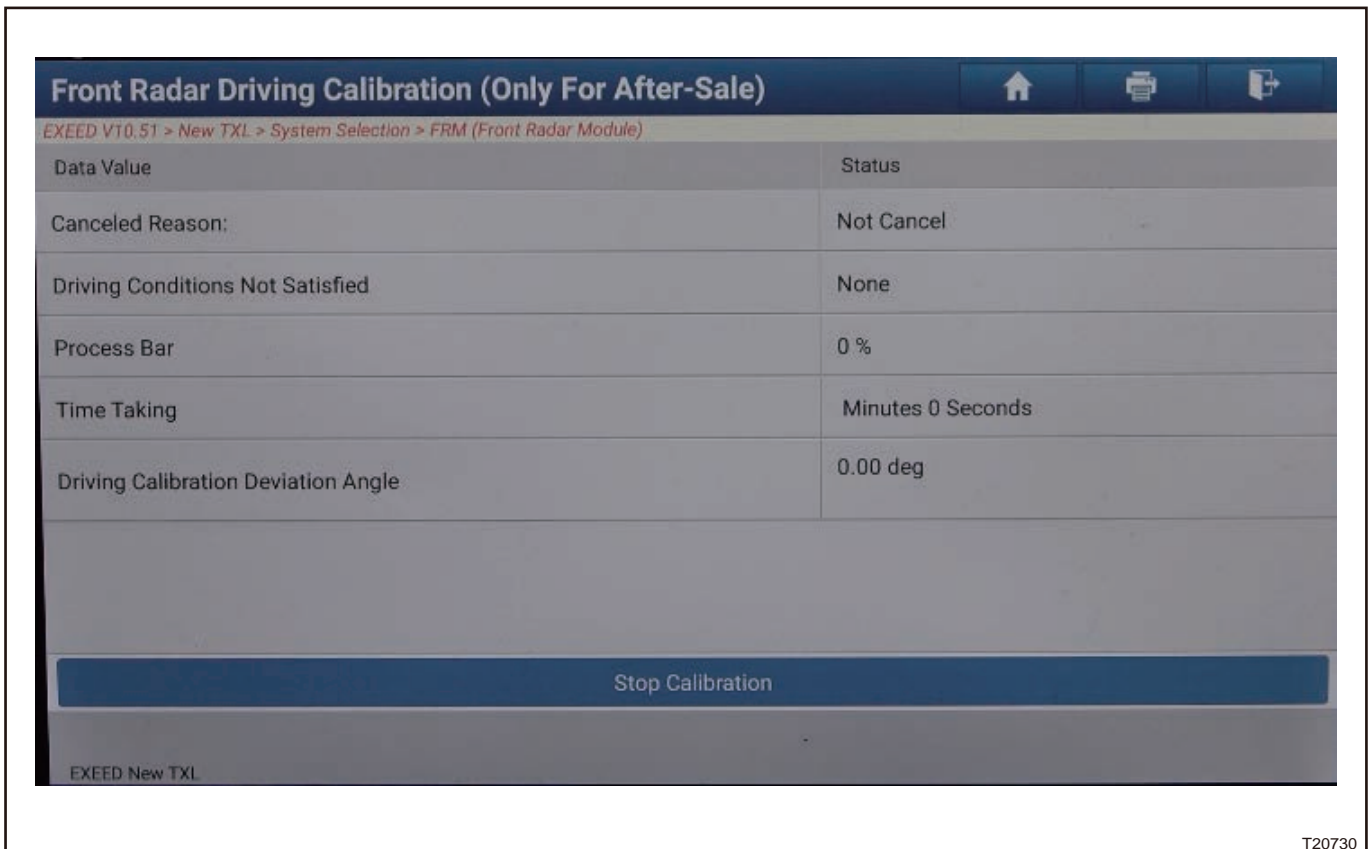 Front Radar Driving Calibration (Only For After-Sale)
EXEED V10.51 > New TXL > System Selection > FRM (Front Radar Module)
Data Value Status
Canceled Reason: Not Cancel
Driving Conditions Not Satisfied None
Process Bar 0 %
Time Taking Minutes 0 Seconds
Driving Calibration Deviation Angle 0.00 deg
Stop Calibration
EXEED New TXL
T20730